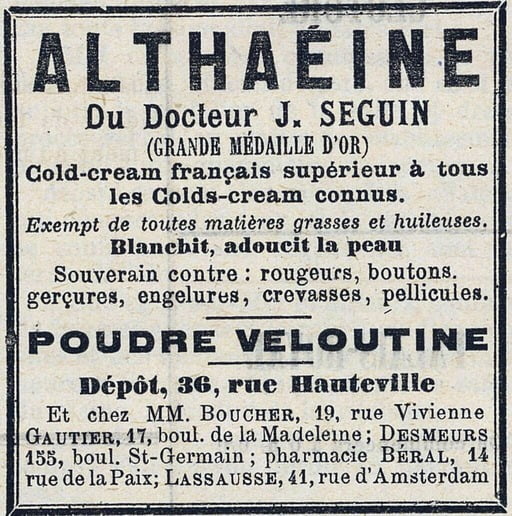 ALTHAÉINE
Du Docteur J. SEGUIN
(GRANDE MÉDAILLE D'OR)
Cold-cream français supérieur à tous
les Colds-cream connus.
Exempt de toutes matières grasses et huileuses.
Blanchit, adoucit la peau
Souverain contre : rougeurs, boutons.
gerçures, engelures, crevasses, pellicules.
POUDRE VELOUTINE
Dépôt, 36, rue Hauteville
Et chez MM. BOUCHER, 19, rue Vivienne
GAUTIER, 17, boul. de la Madeleine ; DESMEURS
155, boul. St-Germain ; pharmacie BÉRAL, 14
rue de la Paix; LASSAUSSE, 41, rue d'Amsterdam